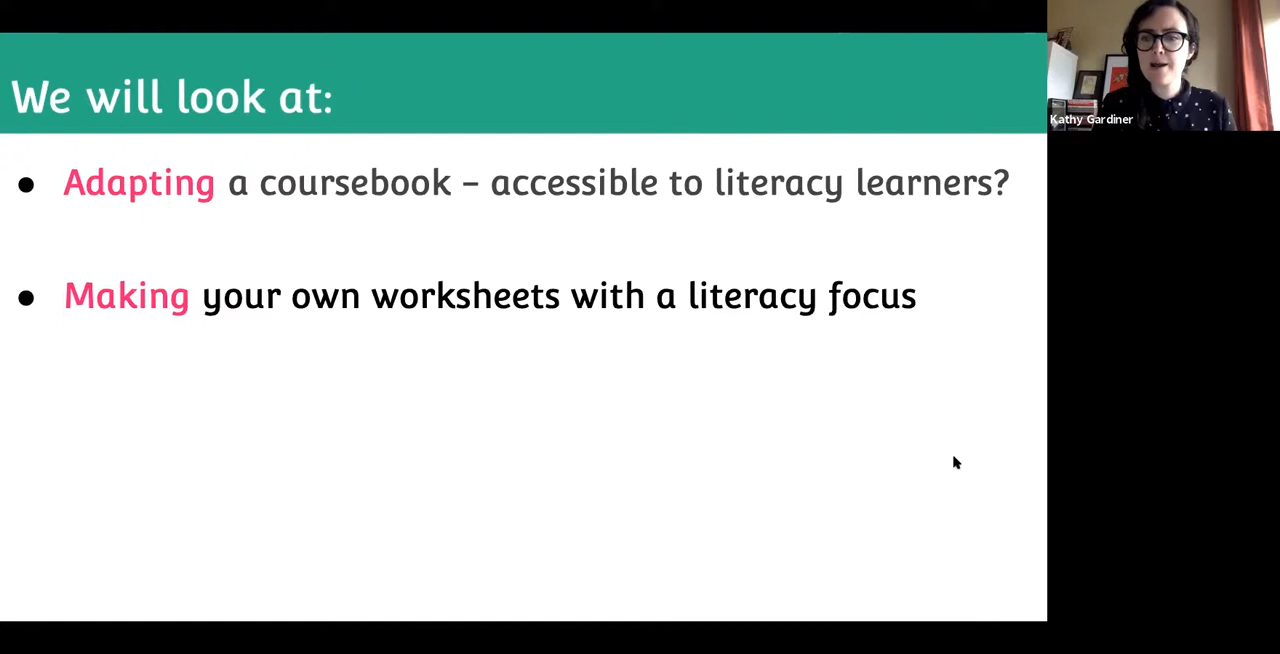 We will look at:
Kathy Gardiner
● Adapting a coursebook – accessible to literacy learners?
● Making your own worksheets with a literacy focus